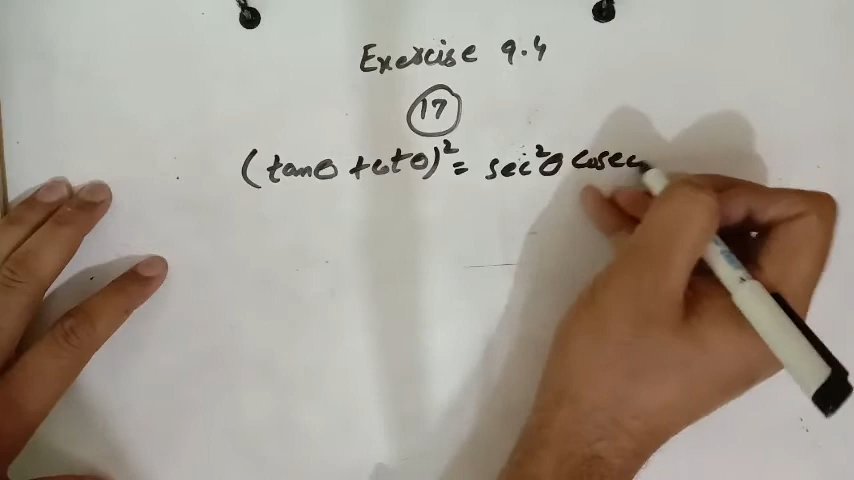 Exercise 9.4
17
(tanθ + cotθ)² = sec²θ cosec